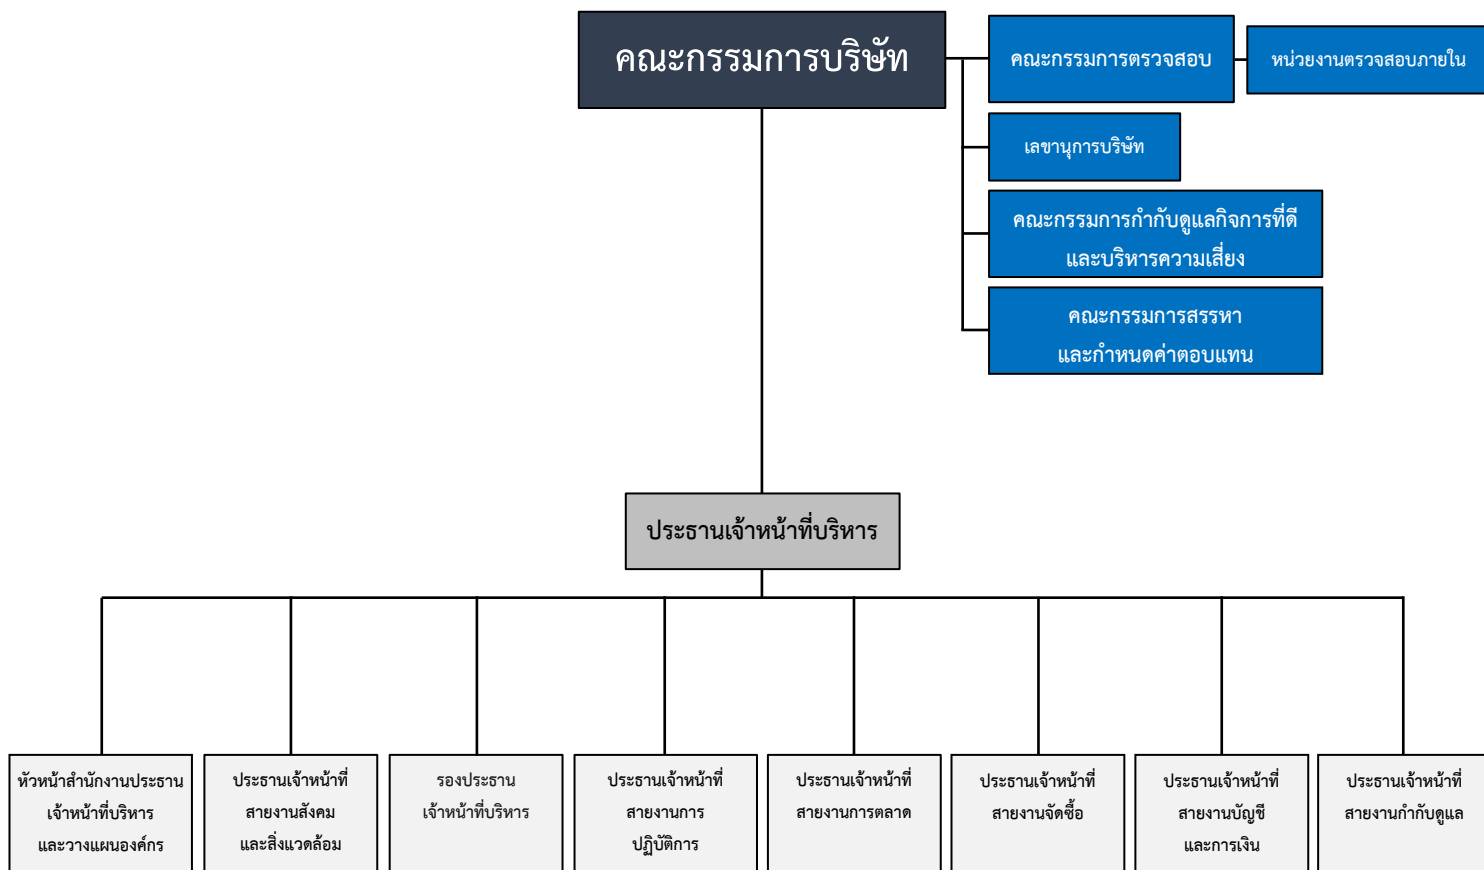 คณะกรรมการบริษัท
คณะกรรมการตรวจสอบ
หน่วยงานตรวจสอบภายใน
เลขานุการบริษัท
คณะกรรมการกำกับดูแลกิจการที่ดี
และบริหารความเสี่ยง
คณะกรรมการสรรหา
และกำหนดค่าตอบแทน
ประธานเจ้าหน้าที่บริหาร
หัวหน้าสำนักงานประธาน
เจ้าหน้าที่บริหาร
และวางแผนองค์กร
ประธานเจ้าหน้าที่
สายงานสังคม
และสิ่งแวดล้อม
รองประธาน
เจ้าหน้าที่บริหาร
ประธานเจ้าหน้าที่
สายงานการ
ปฏิบัติการ
ประธานเจ้าหน้าที่
สายงานการตลาด
ประธานเจ้าหน้าที่
สายงานจัดซื้อ
ประธานเจ้าหน้าที่
สายงานบัญชี
และการเงิน
ประธานเจ้าหน้าที่
สายงานกำกับดูแล